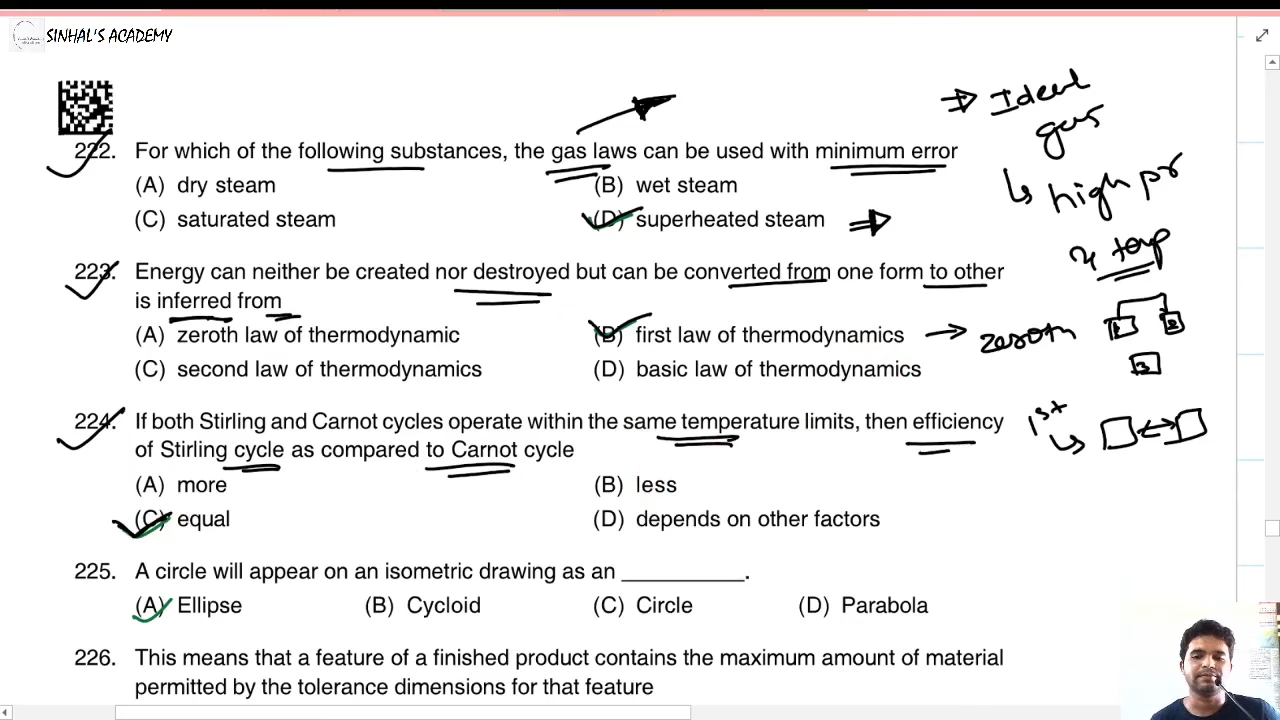 SINHAL'S ACADEMY
222. For which of the following substances, the gas laws can be used with minimum error
(A) dry steam (B) wet steam
(C) saturated steam (D) superheated steam
223. Energy can neither be created nor destroyed but can be converted from one form to other
is inferred from
(A) zeroth law of thermodynamic (B) first law of thermodynamics
(C) second law of thermodynamics (D) basic law of thermodynamics
224. If both Stirling and Carnot cycles operate within the same temperature limits, then efficiency
of Stirling cycle as compared to Carnot cycle
(A) more (B) less
(C) equal (D) depends on other factors
225. A circle will appear on an isometric drawing as an __________.
(A) Ellipse (B) Cycloid (C) Circle (D) Parabola
226. This means that a feature of a finished product contains the maximum amount of material
permitted by the tolerance dimensions for that feature
Ideal
gas
high pr
temp
zeroth
1 2
3
1st